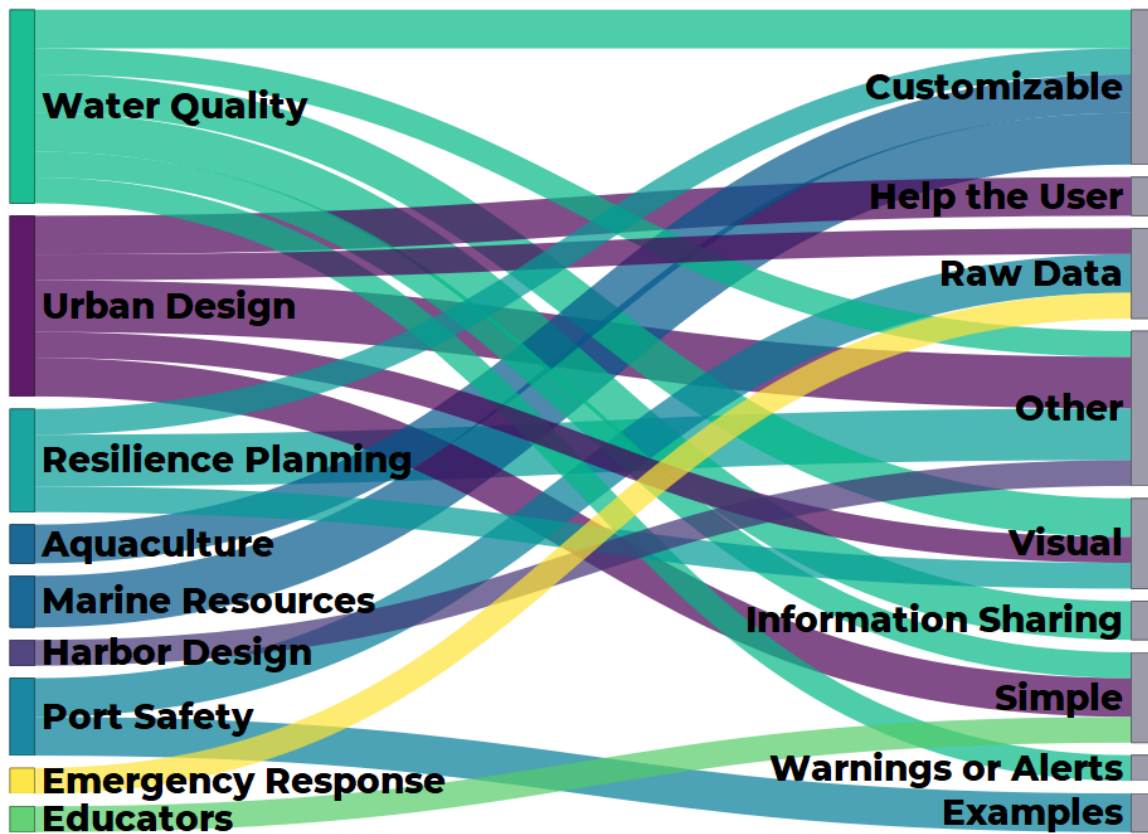 Water Quality
Urban Design
Resilience Planning
Aquaculture
Marine Resources
Harbor Design
Port Safety
Emergency Response
Educators
Customizable
Help the User
Raw Data
Other
Visual
Information Sharing
Simple
Warnings or Alerts
Examples